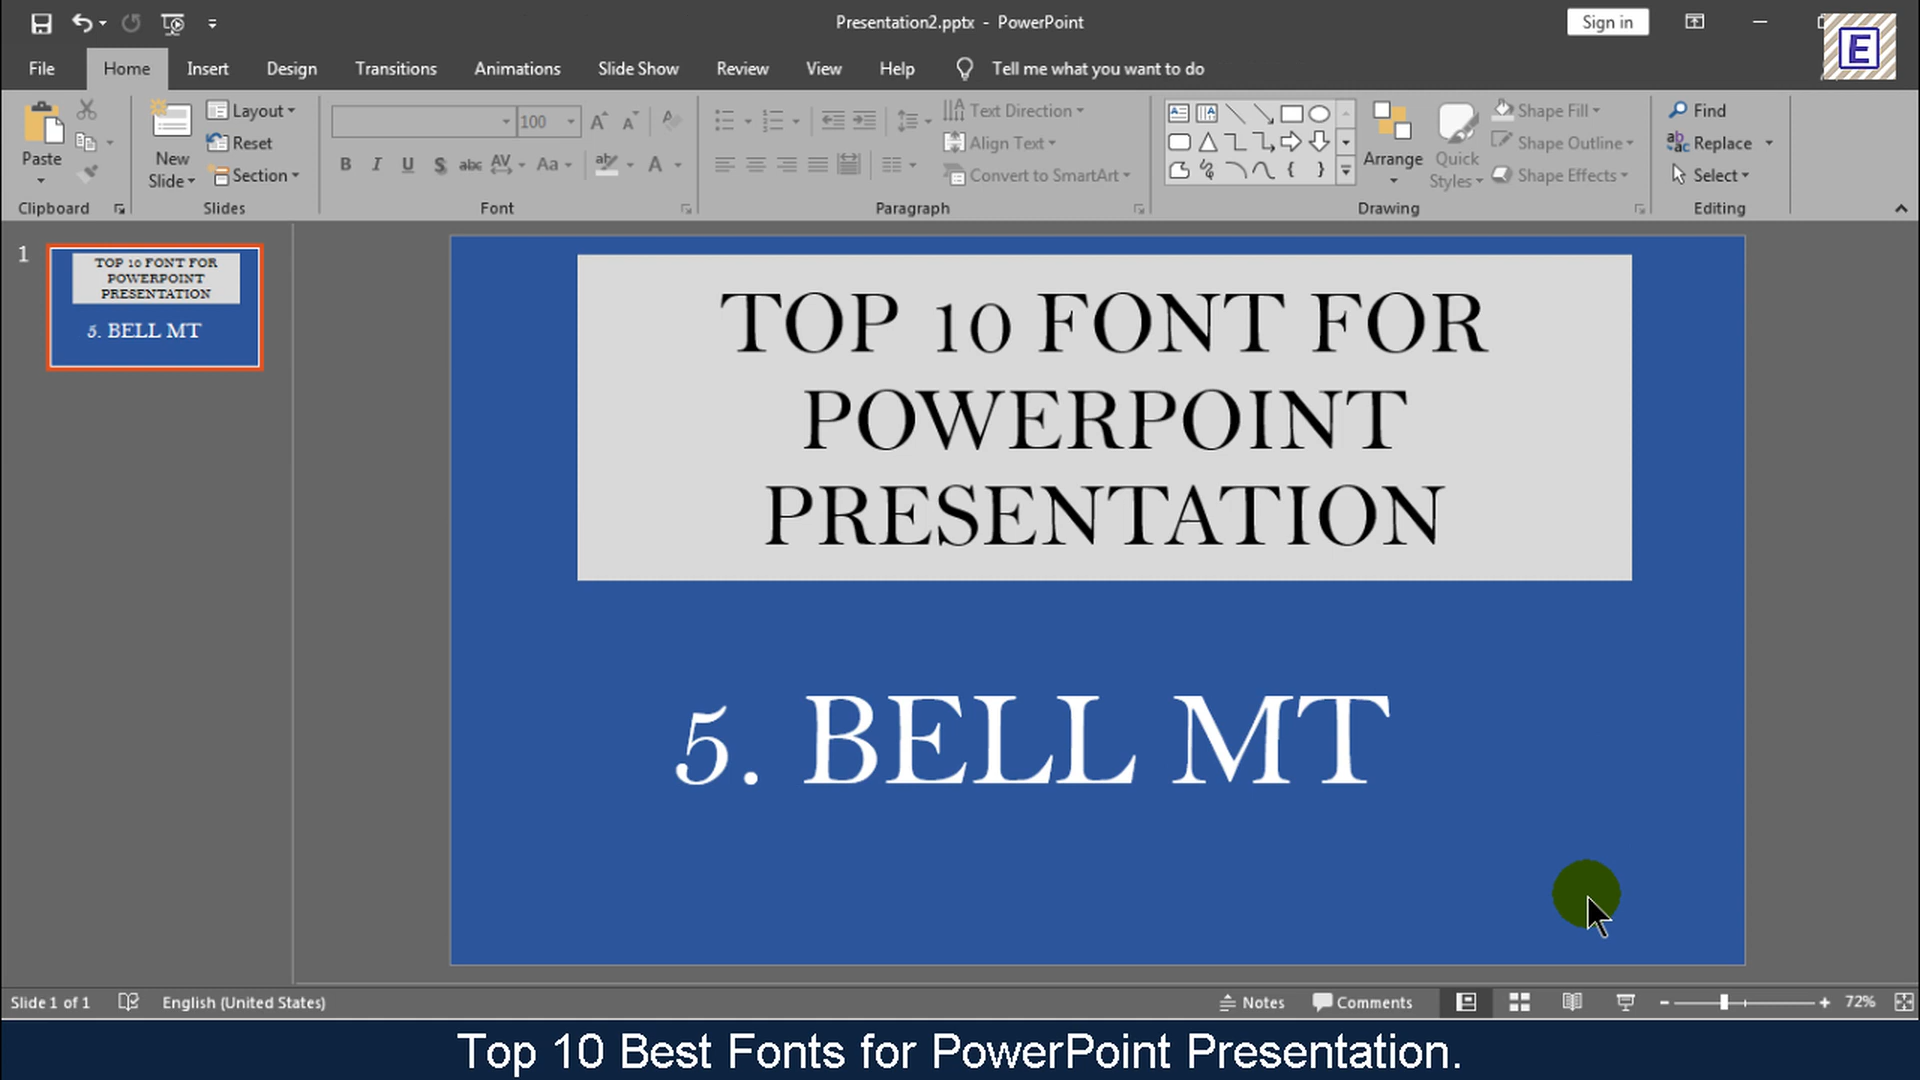 Presentation2.pptx - PowerPoint
Sign in
E
File Home Insert Design Transitions Animations Slide Show Review View Help Tell me what you want to do
Paste
Clipboard
New Slide
Layout
Reset
Section
Slides
100
B I U S abc AV Aa ab A
Font
Text Direction
Align Text
Convert to SmartArt
Paragraph
Arrange
Quick Styles
Shape Fill
Shape Outline
Shape Effects
Drawing
Find
Replace
Select
Editing
1
TOP 10 FONT FOR
POWERPOINT
PRESENTATION
5. BELL MT
TOP 10 FONT FOR
POWERPOINT
PRESENTATION
5. BELL MT
Slide 1 of 1 English (United States) Notes Comments 72%
Top 10 Best Fonts for PowerPoint Presentation.